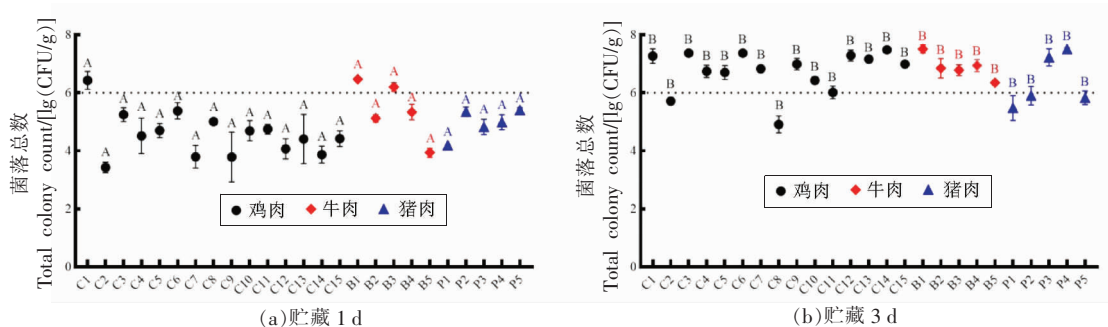 菌落总数
Total colony count/[lg(CFU/g)]
8
6
4
2
0
A A A A A A A A A A A A A A A A A A A A A A A A A
鸡肉 牛肉 猪肉
C1 C2 C3 C4 C5 C6 C7 C8 C9 C10 C11 C12 C13 C14 C15 B1 B2 B3 B4 B5 P1 P2 P3 P4 P5
(a)贮藏 1 d
菌落总数
Total colony count/[lg(CFU/g)]
8
6
4
2
0
B B B B B B B B B B B B B B B B B B B B B B B B B
鸡肉 牛肉 猪肉
C1 C2 C3 C4 C5 C6 C7 C8 C9 C10 C11 C12 C13 C14 C15 B1 B2 B3 B4 B5 P1 P2 P3 P4 P5
(b)贮藏 3 d